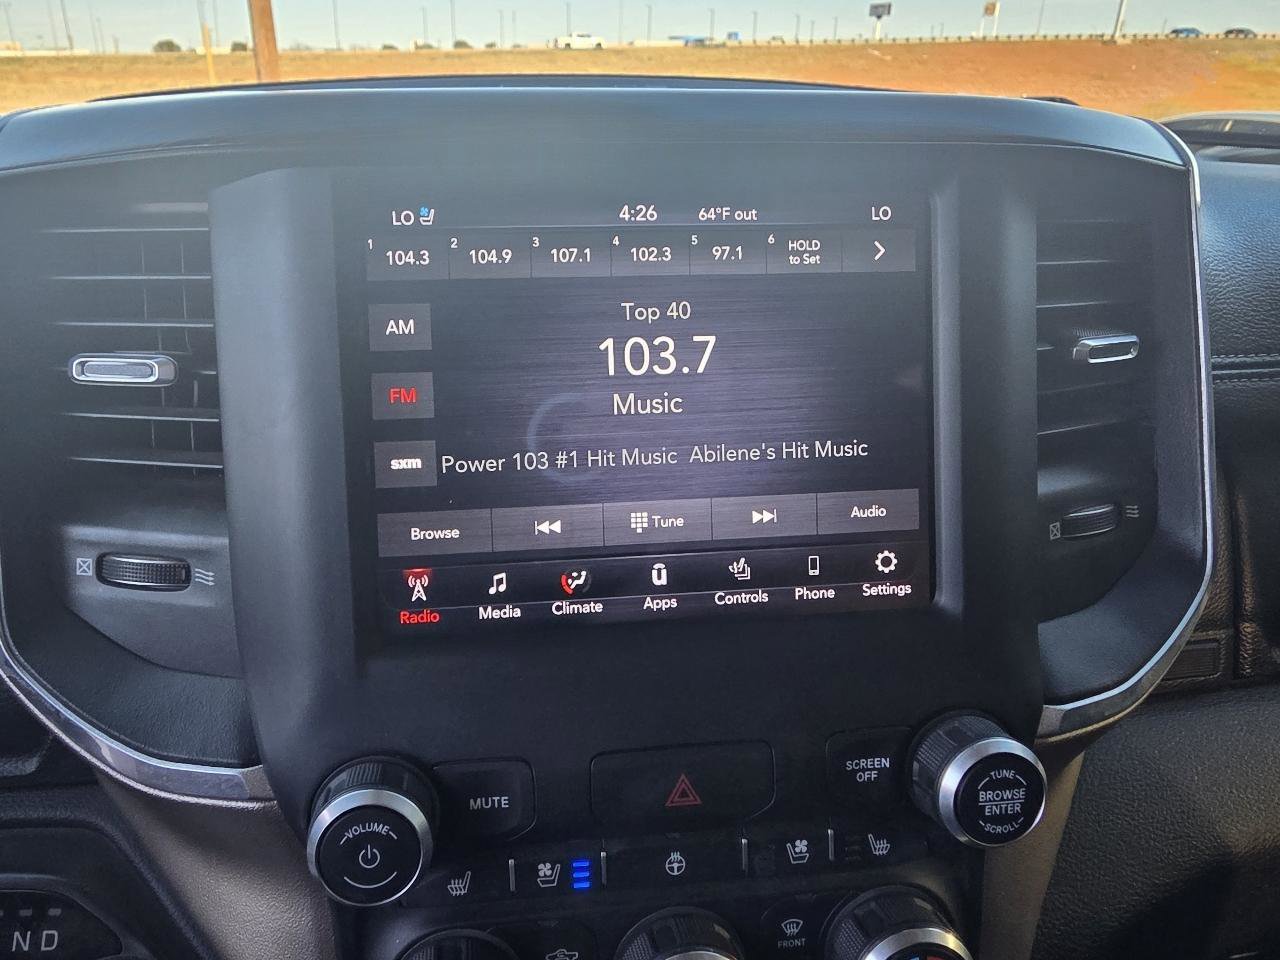 LO 4:26 64°F out LO
1 104.3 2 104.9 3 107.1 4 102.3 5 97.1 6 HOLD to Set
AM
Top 40
103.7
FM
Music
sxm
Power 103 #1 Hit Music Abilene's Hit Music
Browse Tune Audio
Radio Media Climate Apps Controls Phone Settings
MUTE
SCREEN
OFF
VOLUME
TUNE
BROWSE
ENTER
SCROLL
N D
FRONT